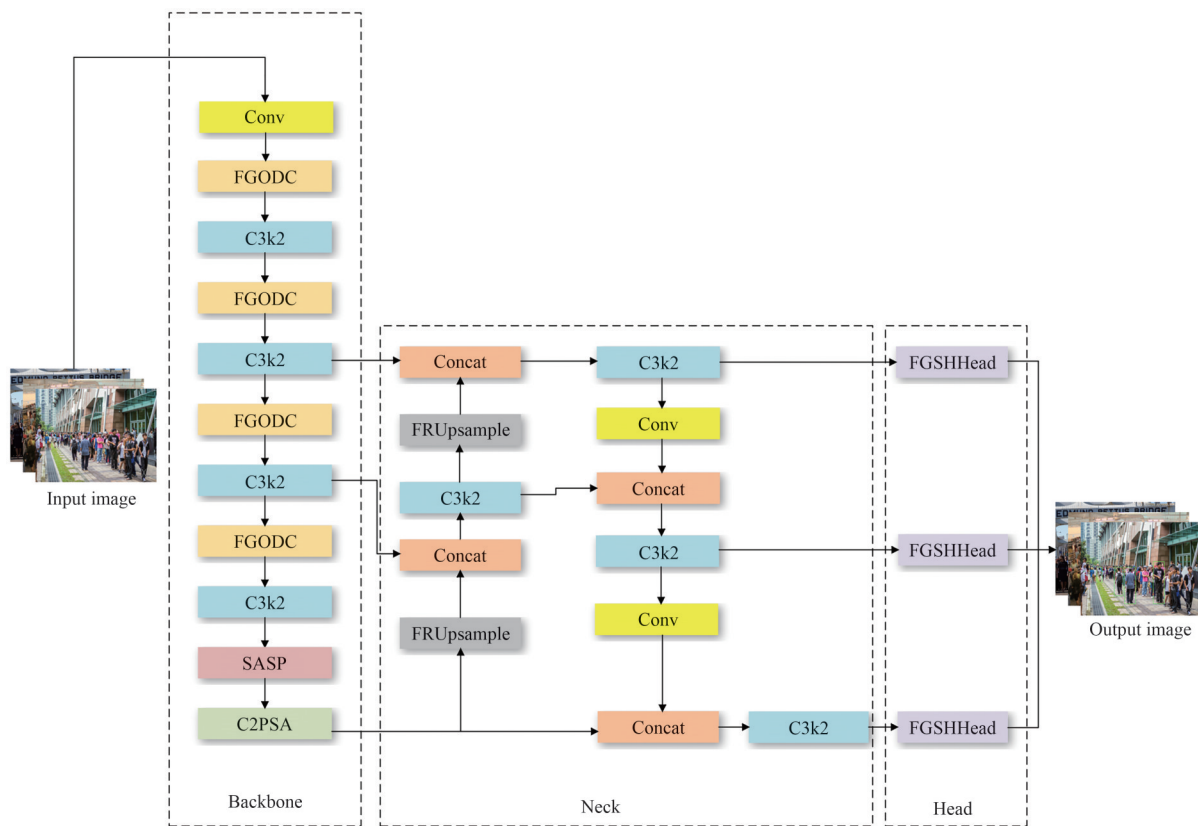 Conv
FGODC
C3k2
FGODC
C3k2
FGODC
C3k2
FGODC
C3k2
SASP
C2PSA
Backbone
Input image
Concat
FRUpsample
C3k2
Concat
FRUpsample
C3k2
Conv
Concat
C3k2
Conv
Concat
C3k2
Neck
FGSHHead
FGSHHead
FGSHHead
Head
Output image